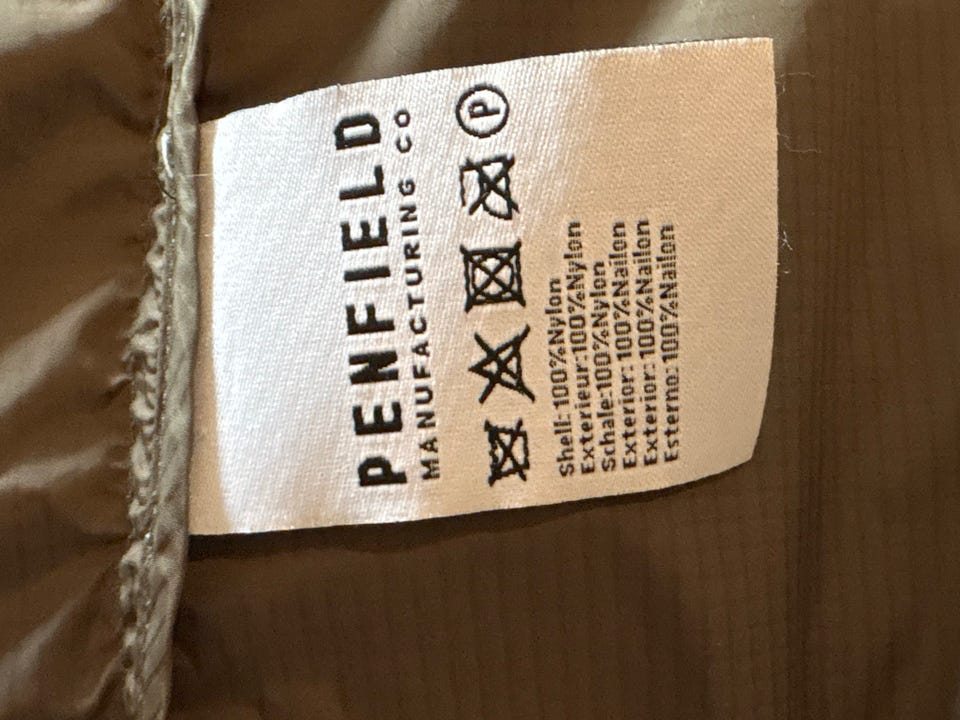 PENFIELD
MANUFACTURING CO
P
Shell:100%Nylon
Exterieur:100%Nylon
Schale:100%Nylon
Exterior:100%Nailon
Exterior:100%Nailon
Esterno:100%Nailon